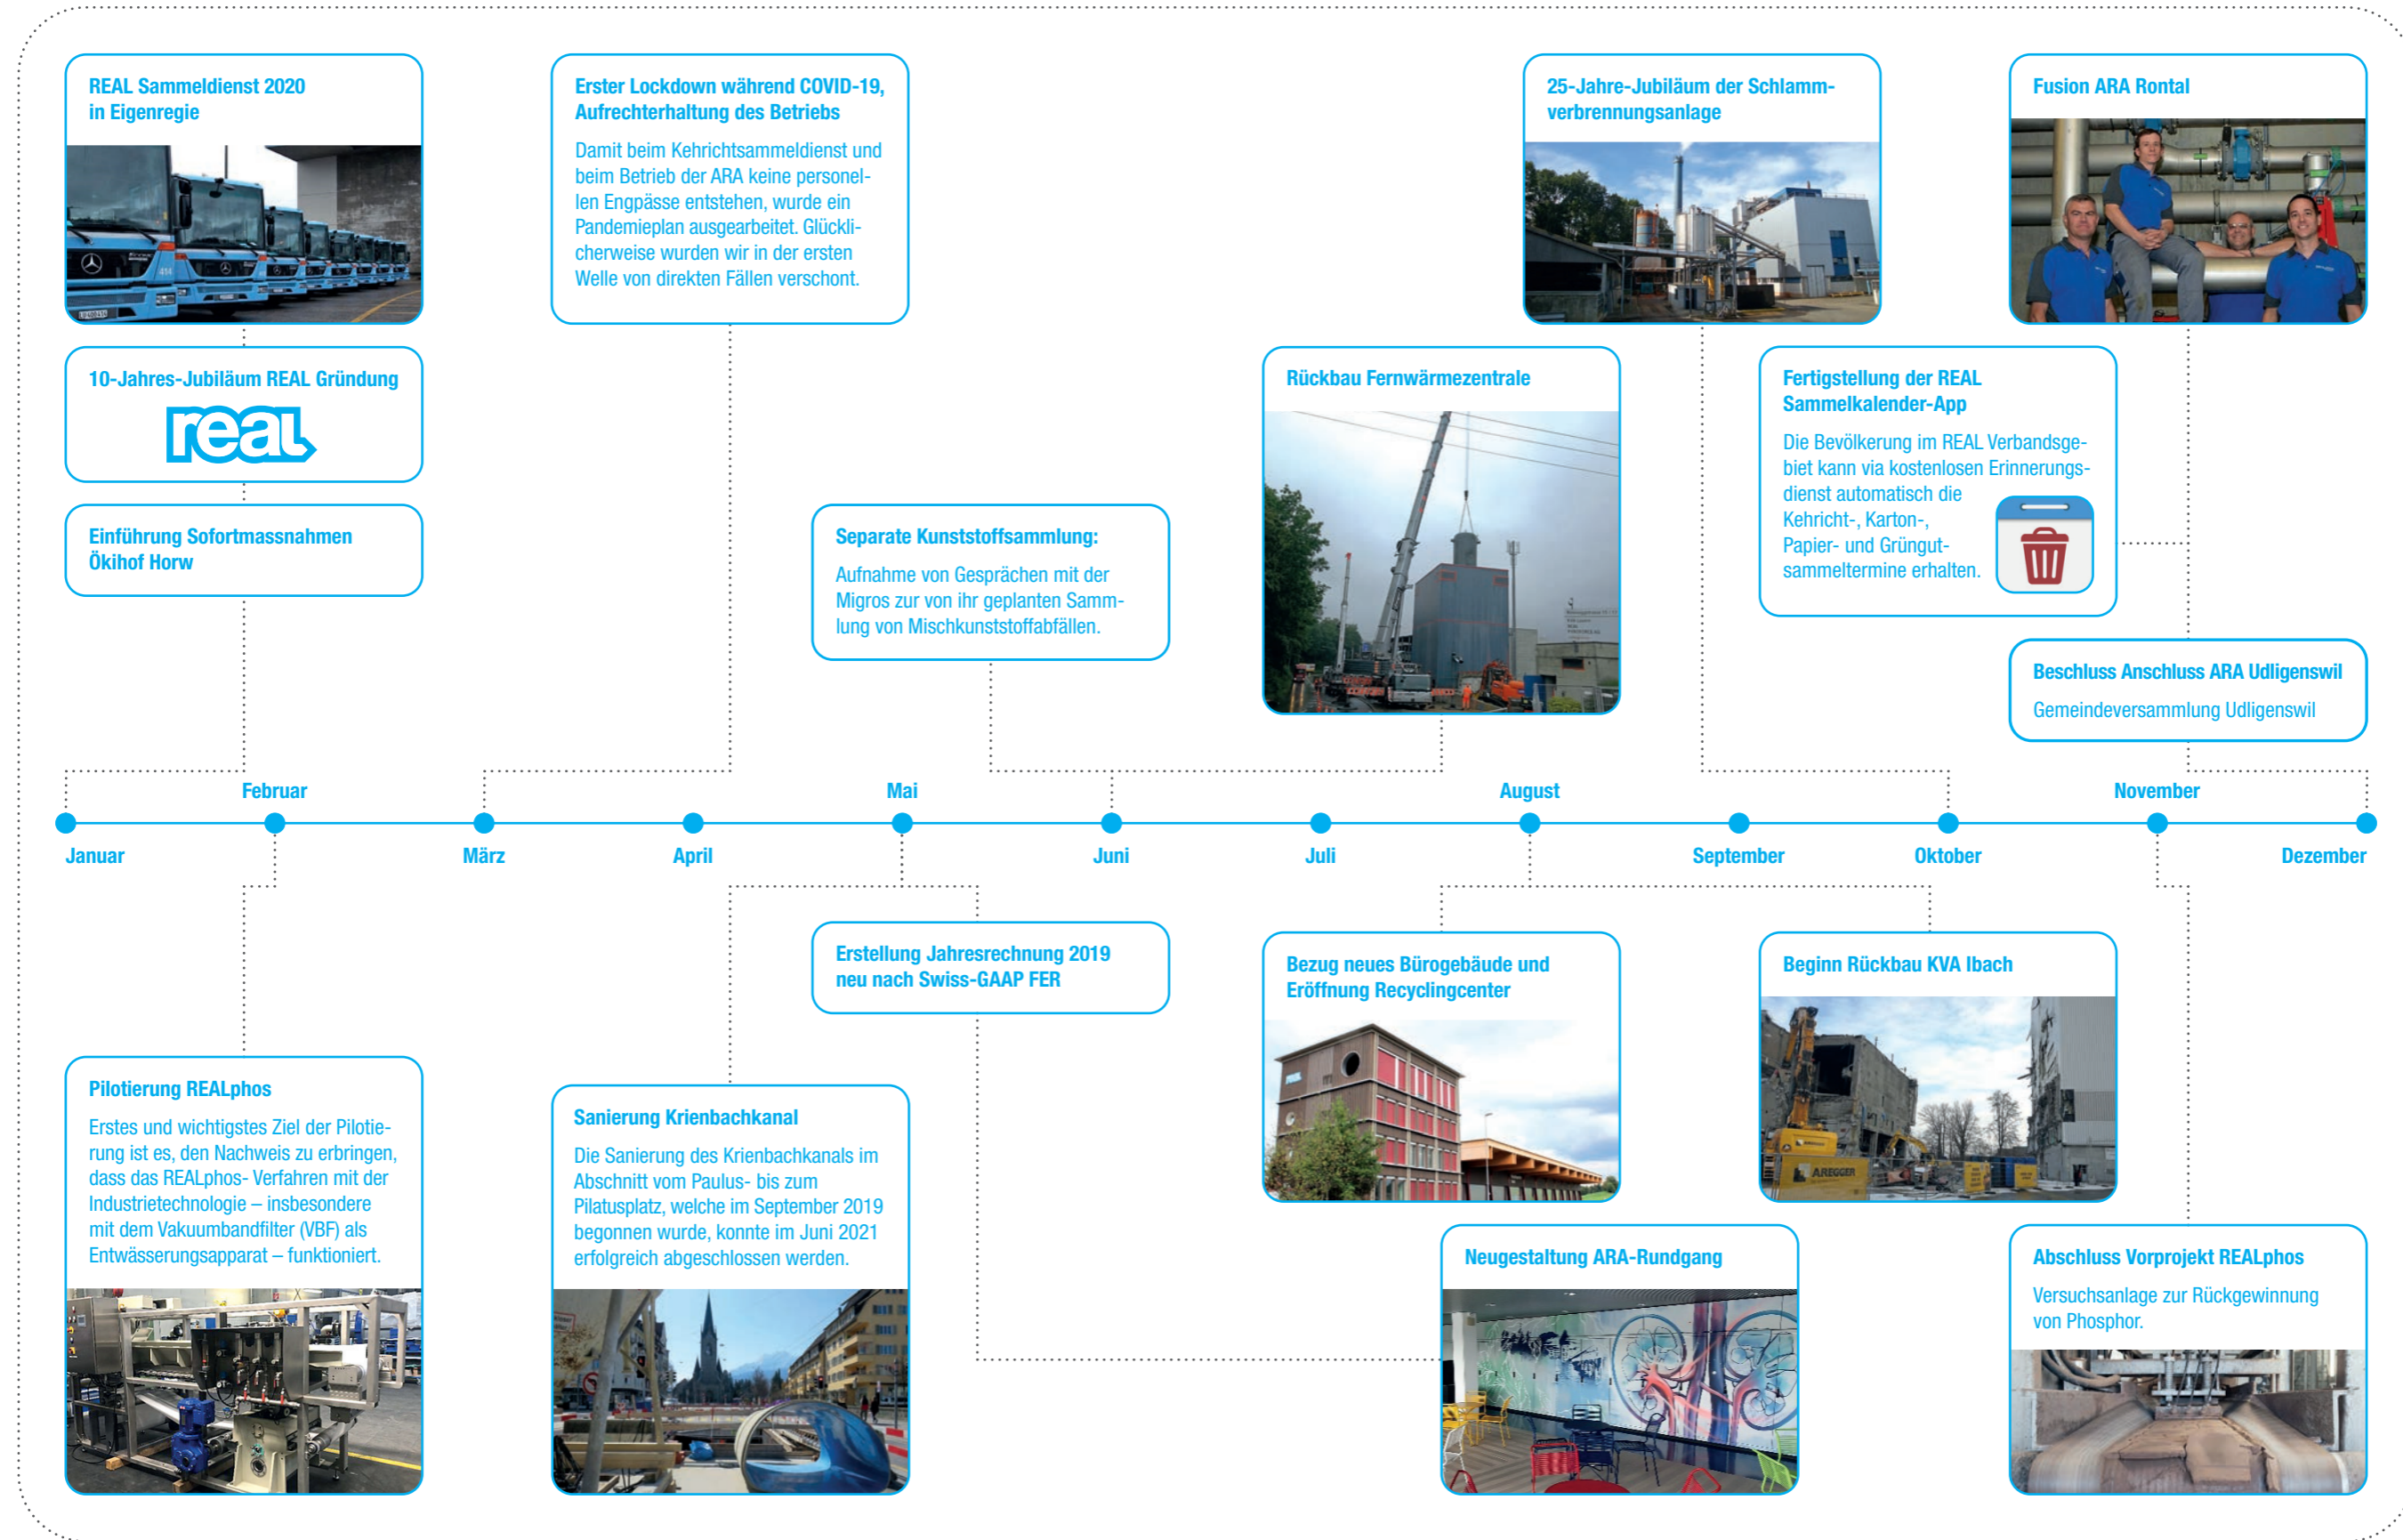 REAL Sammeldienst 2020
in Eigenregie
414
LU 400414
10-Jahres-Jubiläum REAL Gründung
real
Einführung Sofortmassnahmen
Ökihof Horw
Erster Lockdown während COVID-19,
Aufrechterhaltung des Betriebs
Damit beim Kehrichtsammeldienst und
beim Betrieb der ARA keine personel-
len Engpässe entstehen, wurde ein
Pandemieplan ausgearbeitet. Glückli-
cherweise wurden wir in der ersten
Welle von direkten Fällen verschont.
Separate Kunststoffsammlung:
Aufnahme von Gesprächen mit der
Migros zur von ihr geplanten Samm-
lung von Mischkunststoffabfällen.
Rückbau Fernwärmezentrale
25-Jahre-Jubiläum der Schlamm-
verbrennungsanlage
Fertigstellung der REAL
Sammelkalender-App
Die Bevölkerung im REAL Verbandsge-
biet kann via kostenlosen Erinnerungs-
dienst automatisch die
Kehricht-, Karton-,
Papier- und Grüngut-
sammeltermine erhalten.
Fusion ARA Rontal
Beschluss Anschluss ARA Udligenswil
Gemeindeversammlung Udligenswil
Januar
Februar
März
April
Mai
Juni
Juli
August
September
Oktober
November
Dezember
Pilotierung REALphos
Erstes und wichtigstes Ziel der Pilotie-
rung ist es, den Nachweis zu erbringen,
dass das REALphos- Verfahren mit der
Industrietechnologie – insbesondere
mit dem Vakuumbandfilter (VBF) als
Entwässerungsapparat – funktioniert.
Sanierung Krienbachkanal
Die Sanierung des Krienbachkanals im
Abschnitt vom Paulus- bis zum
Pilatusplatz, welche im September 2019
begonnen wurde, konnte im Juni 2021
erfolgreich abgeschlossen werden.
Erstellung Jahresrechnung 2019
neu nach Swiss-GAAP FER
Bezug neues Bürogebäude und
Eröffnung Recyclingcenter
real
Neugestaltung ARA-Rundgang
Beginn Rückbau KVA Ibach
AREGGER
Abschluss Vorprojekt REALphos
Versuchsanlage zur Rückgewinnung
von Phosphor.